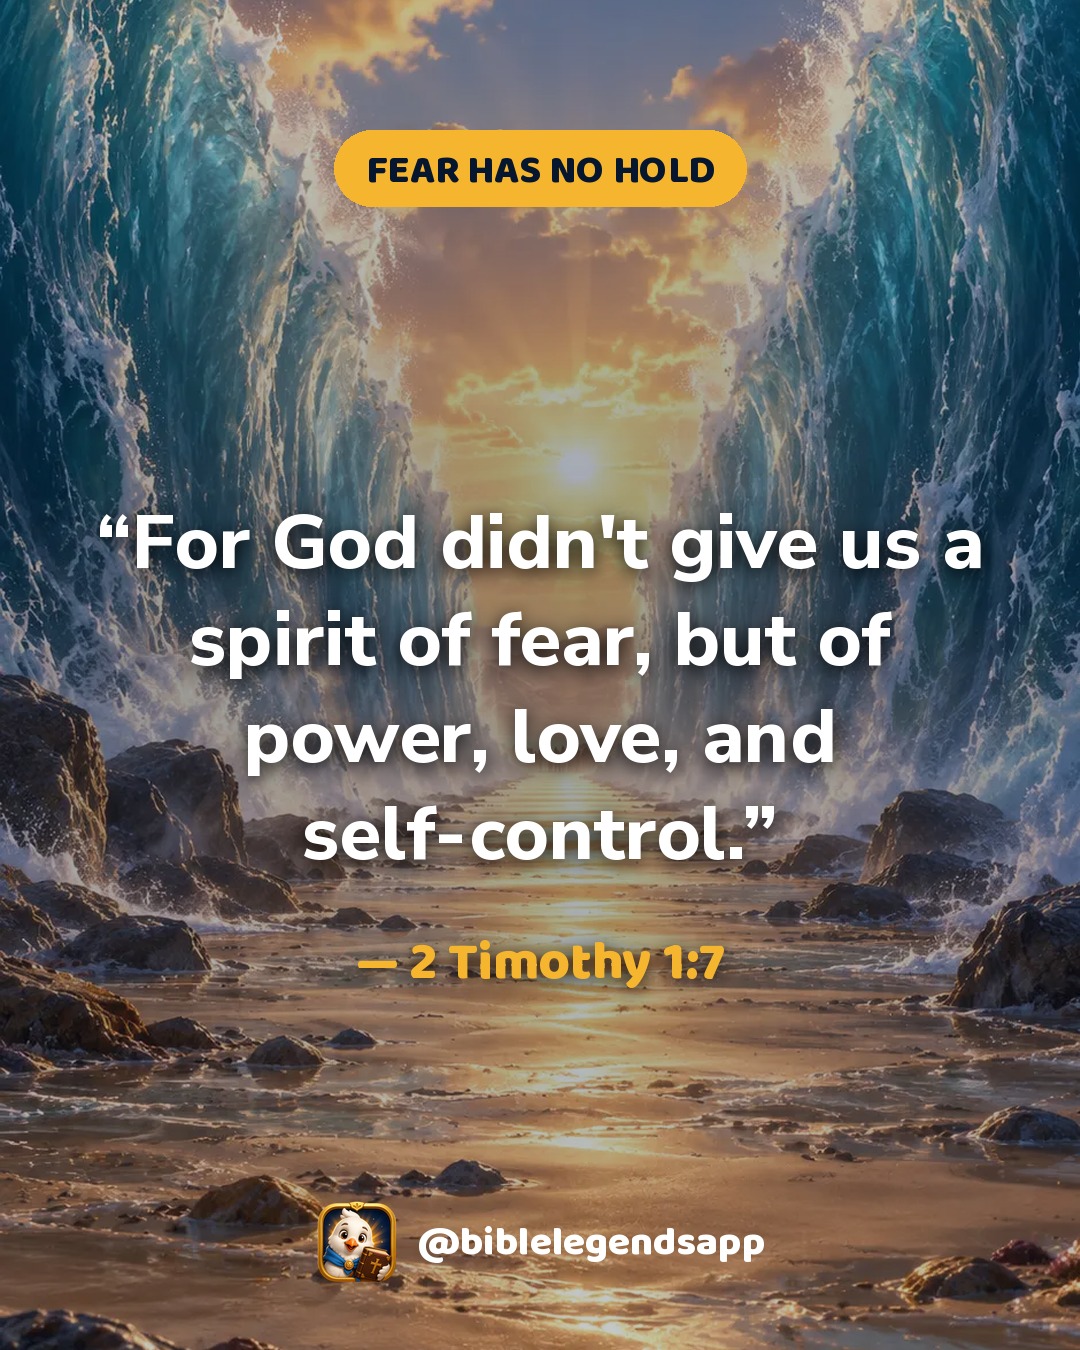 FEAR HAS NO HOLD
“For God didn't give us a
spirit of fear, but of
power, love, and
self-control.”
— 2 Timothy 1:7
@biblelegendsapp